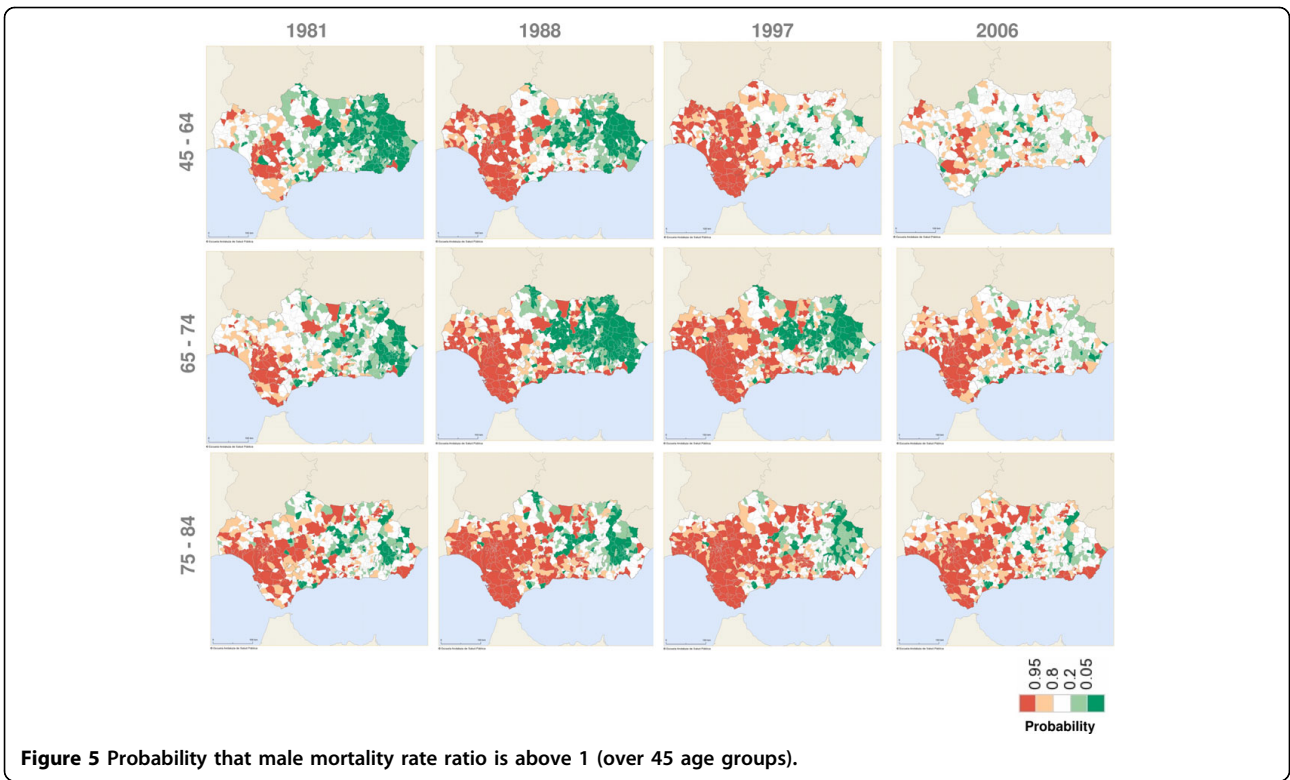 1981 1988 1997 2006
45 - 64
65 - 74
75 - 84
0.95
0.8
0.2
0.05
Probability
Figure 5 Probability that male mortality rate ratio is above 1 (over 45 age groups).